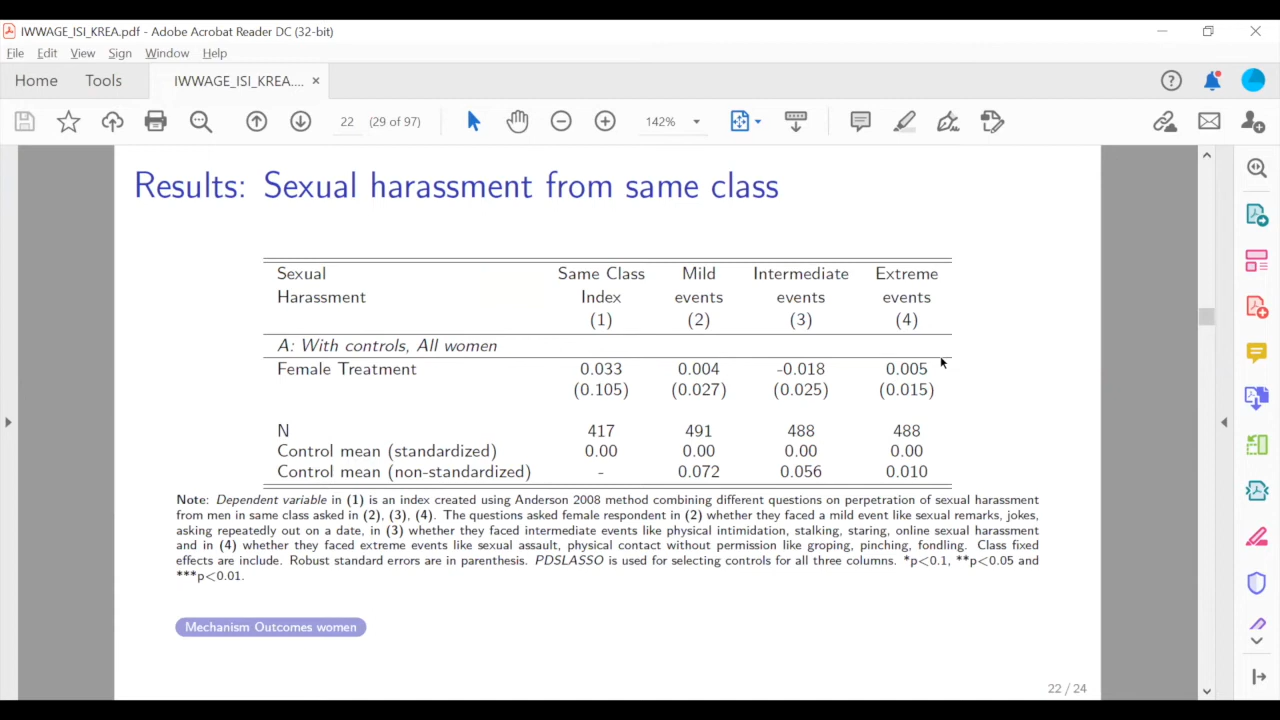 IWWAGE_ISI_KREA.pdf - Adobe Acrobat Reader DC (32-bit)
File Edit View Sign Window Help
Home Tools IWWAGE_ISI_KREA.... ×
22 (29 of 97) 142%
Results: Sexual harassment from same class
Sexual Same Class Mild Intermediate Extreme
Harassment Index events events events
(1) (2) (3) (4)
A: With controls, All women
Female Treatment 0.033 0.004 -0.018 0.005
(0.105) (0.027) (0.025) (0.015)
N 417 491 488 488
Control mean (standardized) 0.00 0.00 0.00 0.00
Control mean (non-standardized) - 0.072 0.056 0.010
Note: Dependent variable in (1) is an index created using Anderson 2008 method combining different questions on perpetration of sexual harassment
from men in same class asked in (2), (3), (4). The questions asked female respondent in (2) whether they faced a mild event like sexual remarks, jokes,
asking repeatedly out on a date, in (3) whether they faced intermediate events like physical intimidation, stalking, staring, online sexual harassment
and in (4) whether they faced extreme events like sexual assault, physical contact without permission like groping, pinching, fondling. Class fixed
effects are include. Robust standard errors are in parenthesis. PDSLASSO is used for selecting controls for all three columns. *p<0.1, **p<0.05 and
***p<0.01.
Mechanism Outcomes women
22 / 24